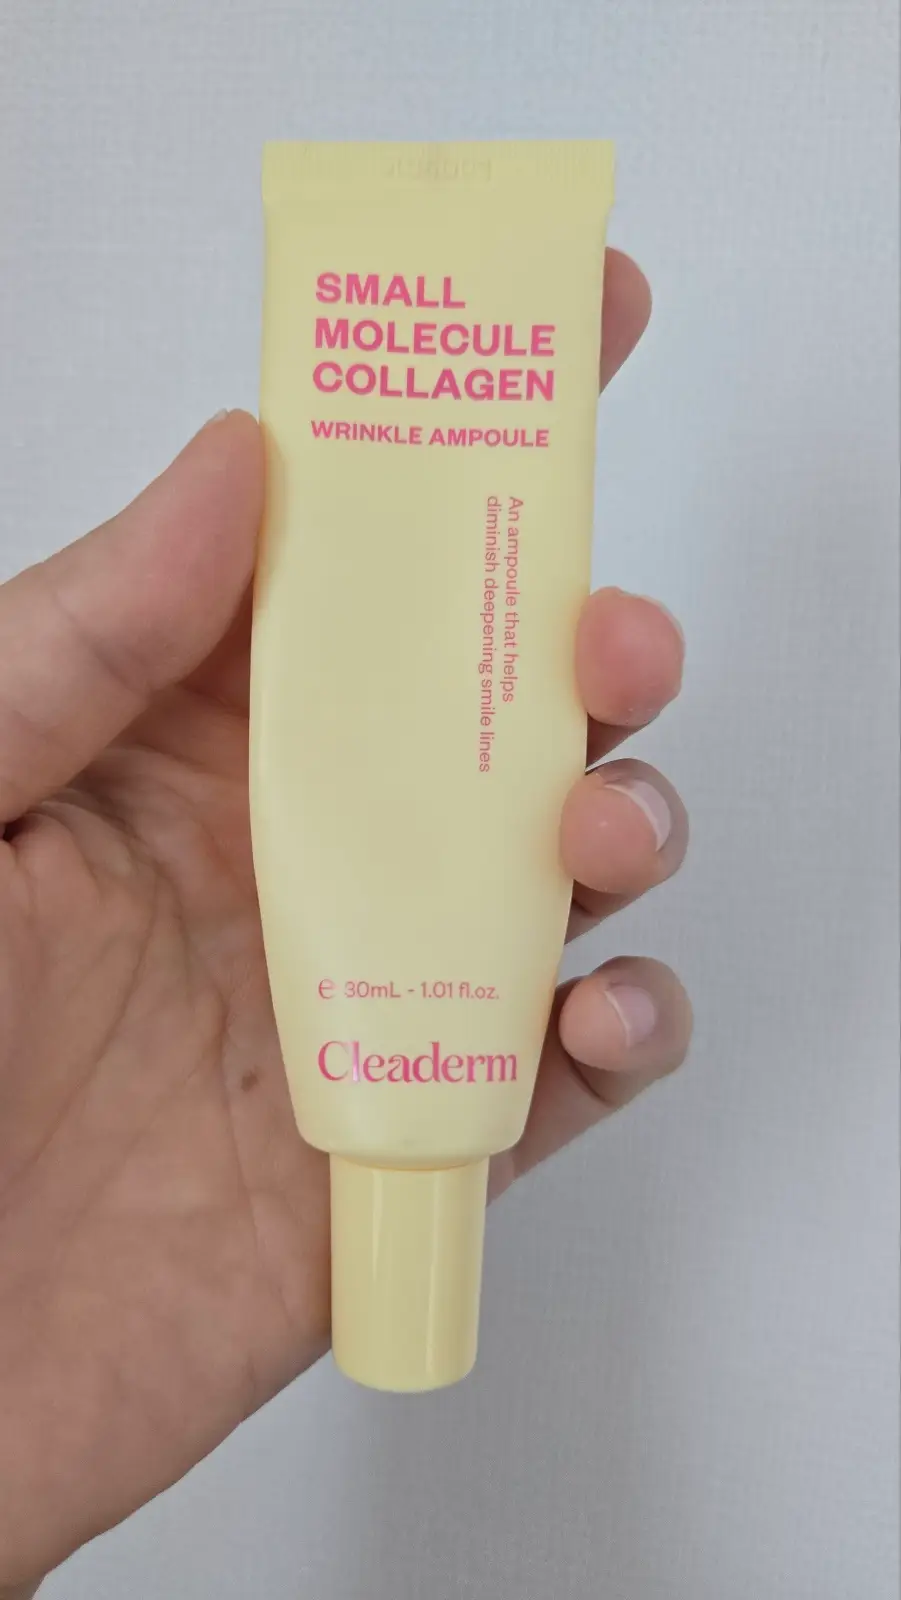 SMALL
MOLECULE
COLLAGEN
WRINKLE AMPOULE
An ampoule that helps
diminish deepening smile lines
℮ 30mL - 1.01 fl.oz.
Cleaderm